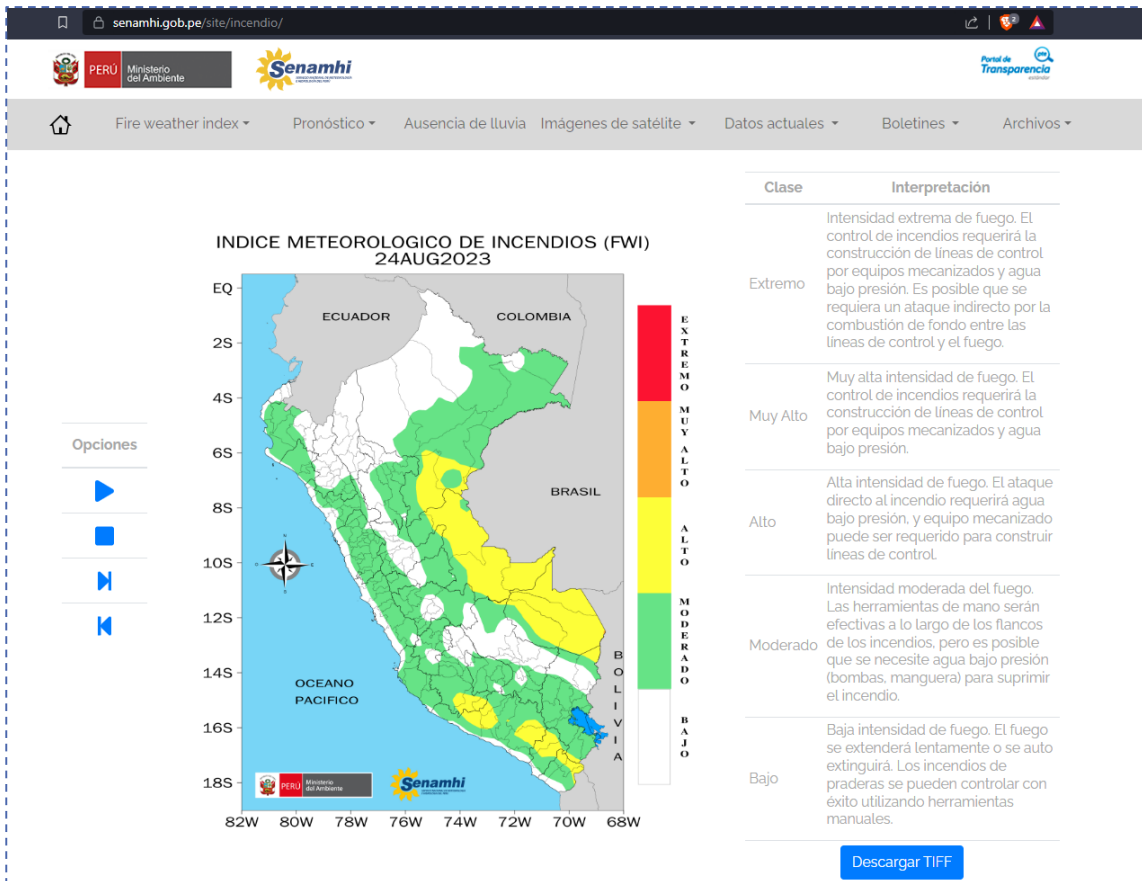 senamhi.gob.pe/site/incendio/
2
PERÚ
Ministerio
del Ambiente
Senamhi
Portal de
Transparencia
estándar
Fire weather index
Pronóstico
Ausencia de lluvia
Imágenes de satélite
Datos actuales
Boletines
Archivos
Opciones
INDICE METEOROLOGICO DE INCENDIOS (FWI)
24AUG2023
EQ
2S
4S
6S
8S
10S
12S
14S
16S
18S
82W
80W
78W
76W
74W
72W
70W
68W
ECUADOR
COLOMBIA
BRASIL
BOLIVIA
OCEANO
PACIFICO
PERÚ
Ministerio
del Ambiente
Senamhi
EXTREMO
MUY ALTO
ALTO
MODERADO
BAJO
Clase
Interpretación
Extremo
Intensidad extrema de fuego. El
control de incendios requerirá la
construcción de líneas de control
por equipos mecanizados y agua
bajo presión. Es posible que se
requiera un ataque indirecto por la
combustión de fondo entre las
líneas de control y el fuego.
Muy Alto
Muy alta intensidad de fuego. El
control de incendios requerirá la
construcción de líneas de control
por equipos mecanizados y agua
bajo presión.
Alto
Alta intensidad de fuego. El ataque
directo al incendio requerirá agua
bajo presión, y equipo mecanizado
puede ser requerido para construir
líneas de control.
Moderado
Intensidad moderada del fuego.
Las herramientas de mano serán
efectivas a lo largo de los flancos
de los incendios, pero es posible
que se necesite agua bajo presión
(bombas, manguera) para suprimir
el incendio.
Bajo
Baja intensidad de fuego. El fuego
se extenderá lentamente o se auto
extinguirá. Los incendios de
praderas se pueden controlar con
éxito utilizando herramientas
manuales.
Descargar TIFF